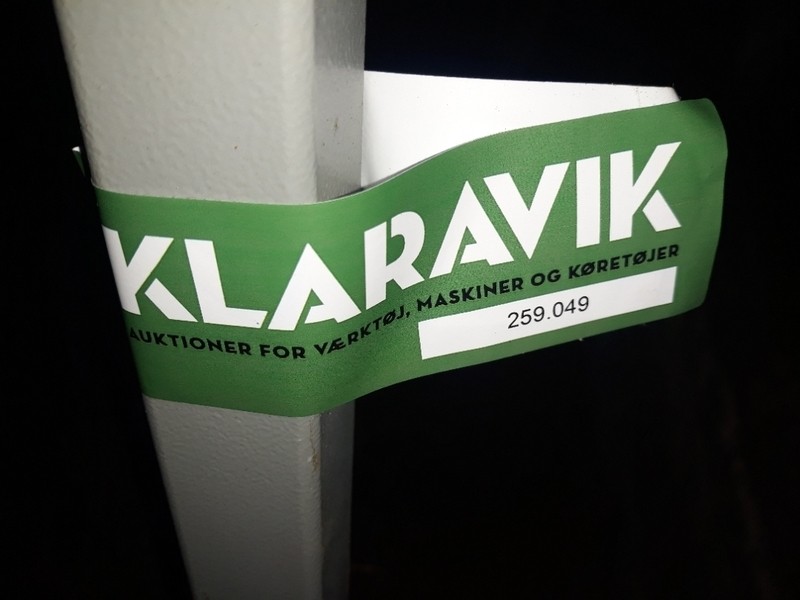 KLARAVIK
AUKTIONER FOR VÆRKTØJ, MASKINER OG KØRETØJER
259.049